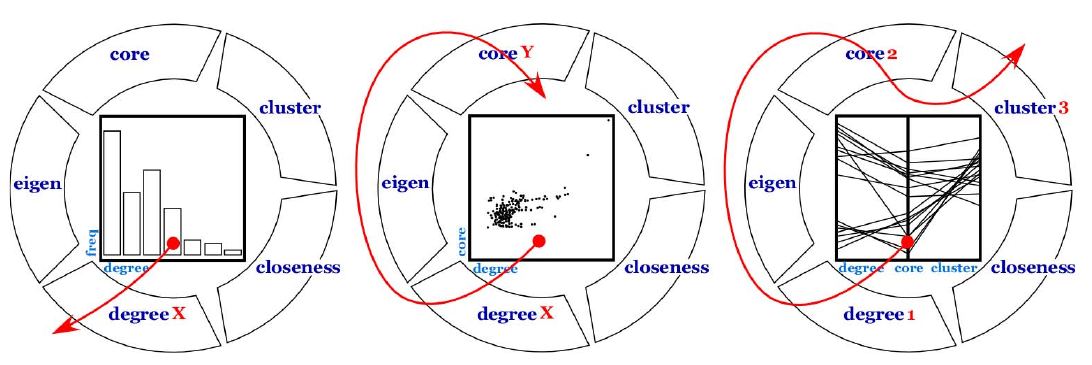 core
cluster
eigen
freq
degree
closeness
degree X
core Y
cluster
eigen
core
degree
closeness
degree X
core 2
cluster 3
eigen
degree core cluster
closeness
degree 1